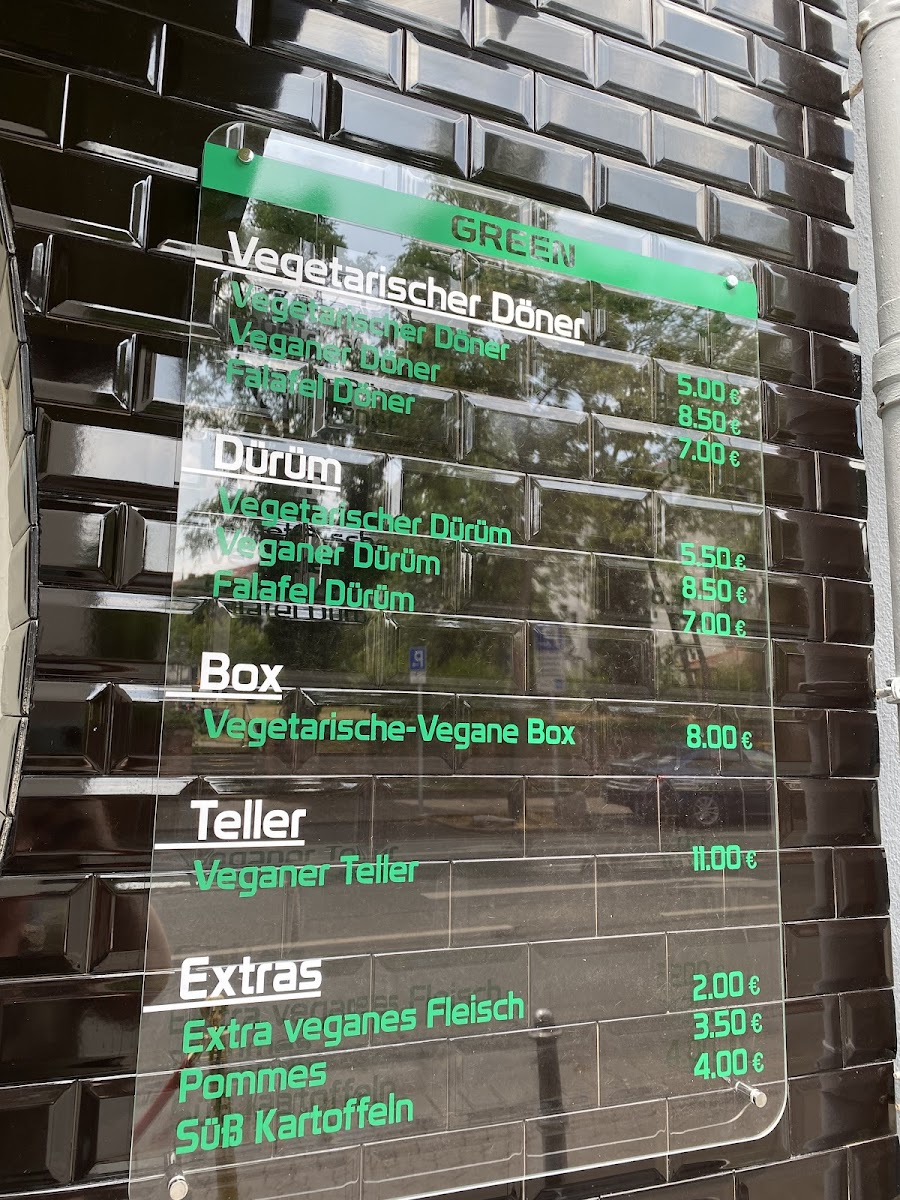 GREEN
Vegetarischer Döner
Vegetarischer Döner 5.00 €
Veganer Döner 8.50 €
Falafel Döner 7.00 €
Dürüm
Vegetarischer Dürüm 5.50 €
Veganer Dürüm 8.50 €
Falafel Dürüm 7.00 €
Box
Vegetarische-Vegane Box 8.00 €
Teller
Veganer Teller 11.00 €
Extras
Extra veganes Fleisch 2.00 €
Pommes 3.50 €
Süß Kartoffeln 4.00 €